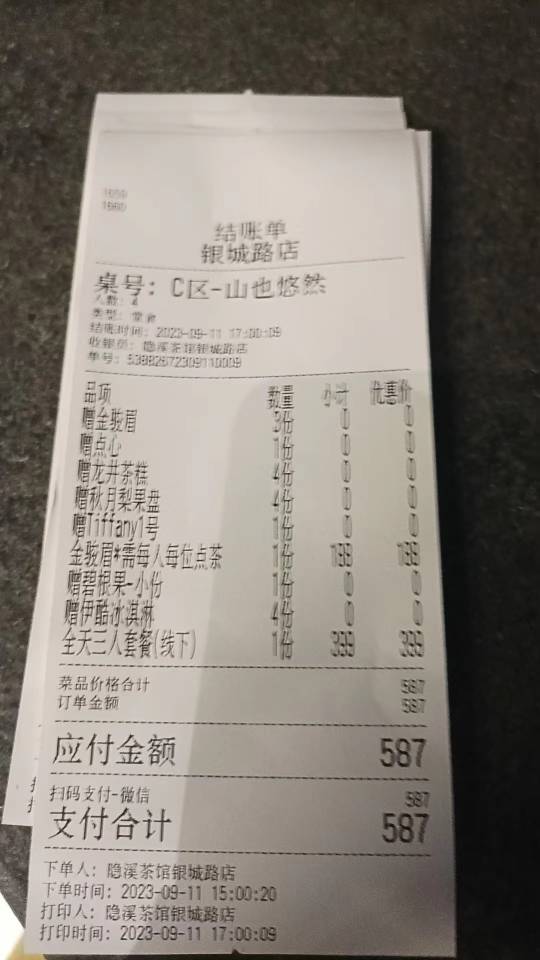 结账单
银城路店
桌号: C区-山也悠然
人数: 4
类型: 堂食
结账时间: 2023-09-11 17:00:09
收银员: 隐溪茶馆银城路店
单号:
品项 数量 小计 优惠价
赠金骏眉 3份 0 0
赠点心 1份 0 0
赠龙井茶糕 4份 0 0
赠秋月梨果盘 4份 0 0
赠Tiffany1号 1份 0 0
金骏眉*需每人每位点茶 1份 188 188
赠碧根果-小份 1份 0 0
赠伊酷冰淇淋 4份 0 0
全天三人套餐(线下) 1份 399 399
菜品价格合计 587
订单金额 587
应付金额 587
扫码支付-微信 587
支付合计 587
下单人: 隐溪茶馆银城路店
下单时间: 2023-09-11 15:00:20
打印人: 隐溪茶馆银城路店
打印时间: 2023-09-11 17:00:09